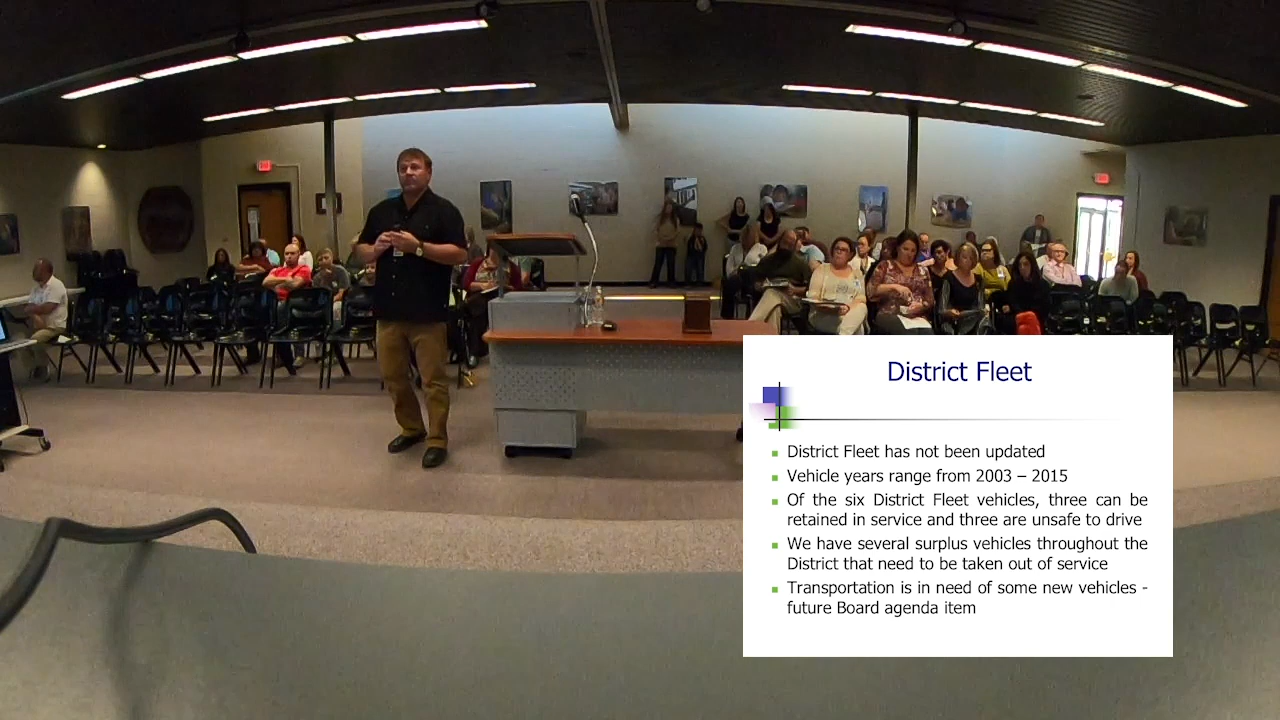 District Fleet
District Fleet has not been updated
Vehicle years range from 2003 – 2015
Of the six District Fleet vehicles, three can be
retained in service and three are unsafe to drive
We have several surplus vehicles throughout the
District that need to be taken out of service
Transportation is in need of some new vehicles -
future Board agenda item